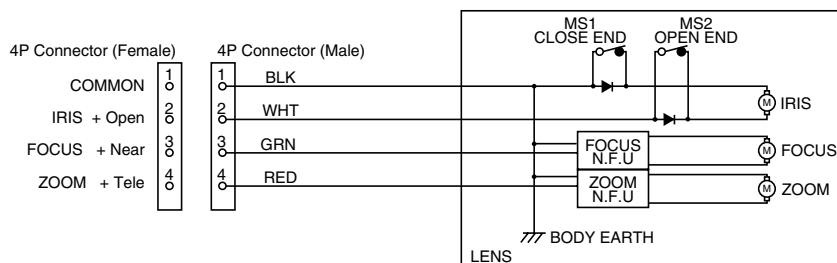 MS1
CLOSE END
MS2
OPEN END
4P Connector (Female)
4P Connector (Male)
COMMON 1 1 BLK
IRIS + Open 2 2 WHT
FOCUS + Near 3 3 GRN
ZOOM + Tele 4 4 RED
M IRIS
FOCUS
N.F.U
M FOCUS
ZOOM
N.F.U
M ZOOM
BODY EARTH
LENS